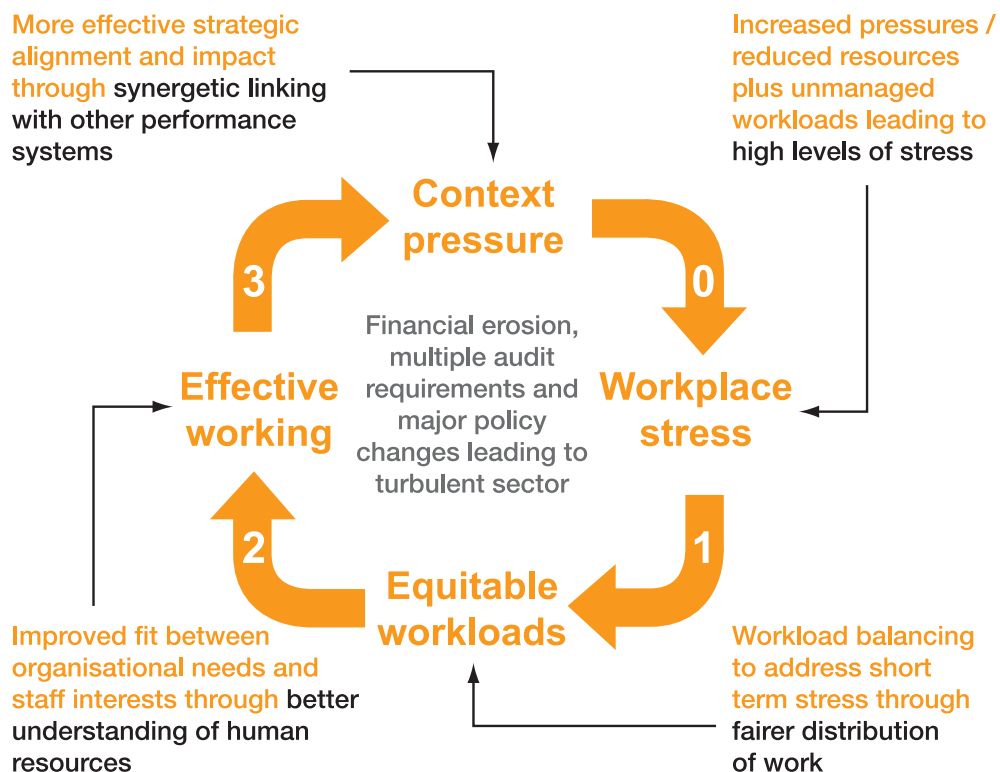 More effective strategic
alignment and impact
through synergetic linking
with other performance
systems
Increased pressures /
reduced resources
plus unmanaged
workloads leading to
high levels of stress
Context
pressure
3
0
Financial erosion,
multiple audit
requirements and
major policy
changes leading to
turbulent sector
Effective
working
Workplace
stress
2
1
Equitable
workloads
Improved fit between
organisational needs and
staff interests through better
understanding of human
resources
Workload balancing
to address short
term stress through
fairer distribution
of work